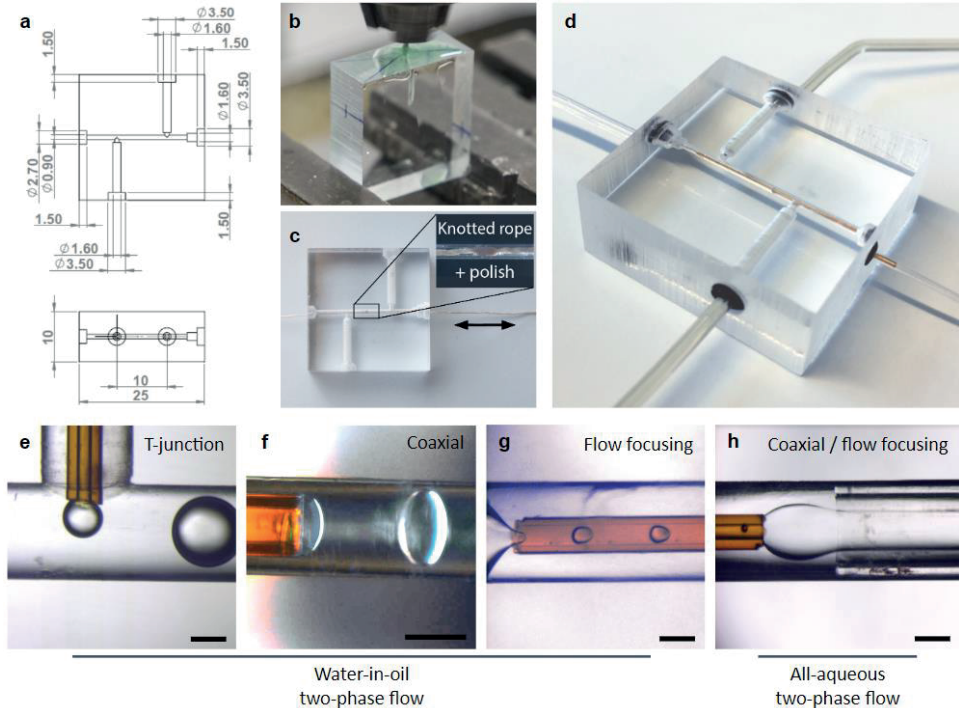 a
Ø3.50
Ø1.60
1.50
1.50
Ø1.60
Ø3.50
Ø2.70
Ø0.90
1.50
1.50
Ø1.60
Ø3.50
10
10
25
b
c
Knotted rope
+ polish
d
e
T-junction
f
Coaxial
g
Flow focusing
h
Coaxial / flow focusing
Water-in-oil
two-phase flow
All-aqueous
two-phase flow